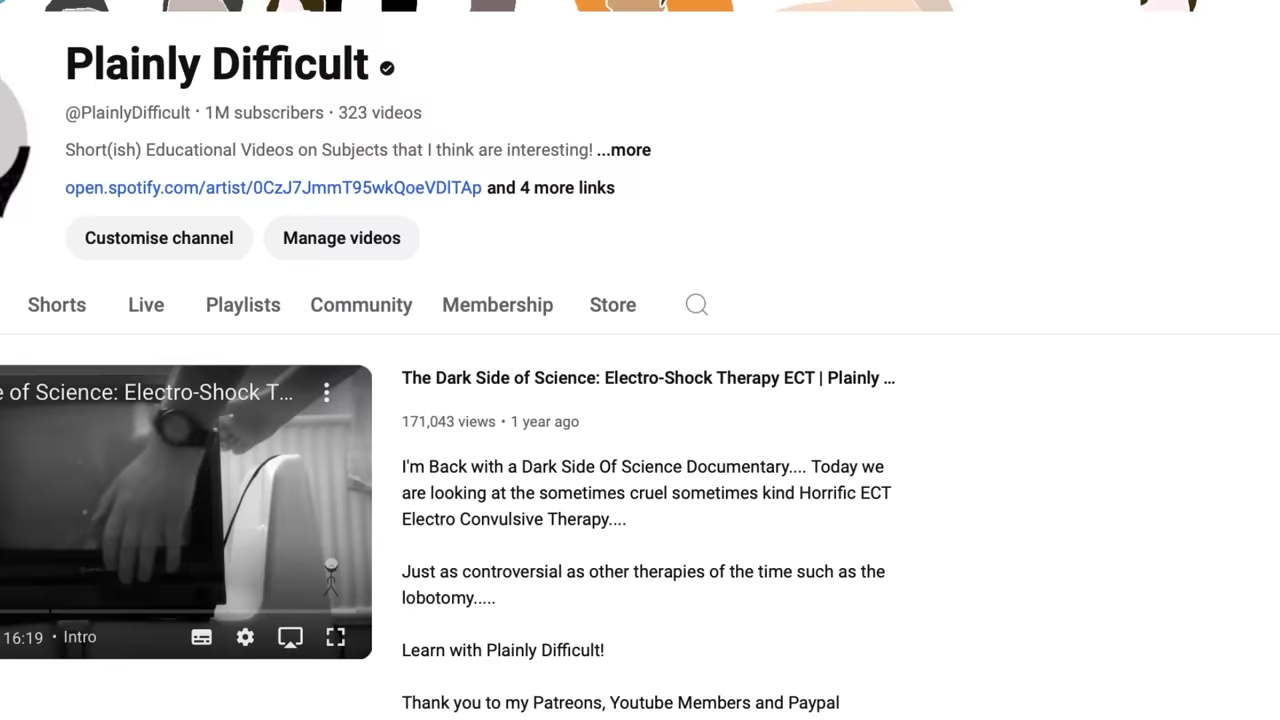 Plainly Difficult
@PlainlyDifficult · 1M subscribers · 323 videos
Short(ish) Educational Videos on Subjects that I think are interesting! ...more
open.spotify.com/artist/0CzJ7JmmT95wkQoeVDlTAp and 4 more links
Customise channel Manage videos
Shorts Live Playlists Community Membership Store
e of Science: Electro-Shock T...
16:19 · Intro
The Dark Side of Science: Electro-Shock Therapy ECT | Plainly ...
171,043 views · 1 year ago
I'm Back with a Dark Side Of Science Documentary.... Today we
are looking at the sometimes cruel sometimes kind Horrific ECT
Electro Convulsive Therapy....
Just as controversial as other therapies of the time such as the
lobotomy.....
Learn with Plainly Difficult!
Thank you to my Patreons, Youtube Members and Paypal